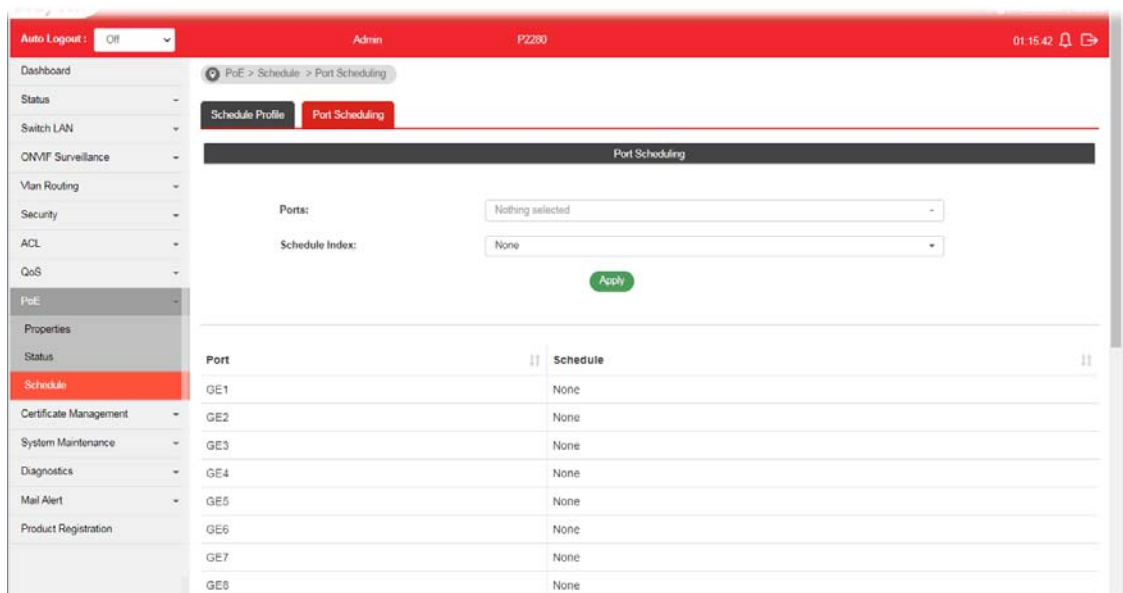 Auto Logout : Off Admin P2280 01:15:42
Dashboard
Status
Switch LAN
ONVIF Surveillance
Vlan Routing
Security
ACL
QoS
PoE
Properties
Status
Schedule
Certificate Management
System Maintenance
Diagnostics
Mail Alert
Product Registration
PoE > Schedule > Port Scheduling
Schedule Profile Port Scheduling
Port Scheduling
Ports: Nothing selected
Schedule Index: None
Apply
Port Schedule
GE1 None
GE2 None
GE3 None
GE4 None
GE5 None
GE6 None
GE7 None
GE8 None